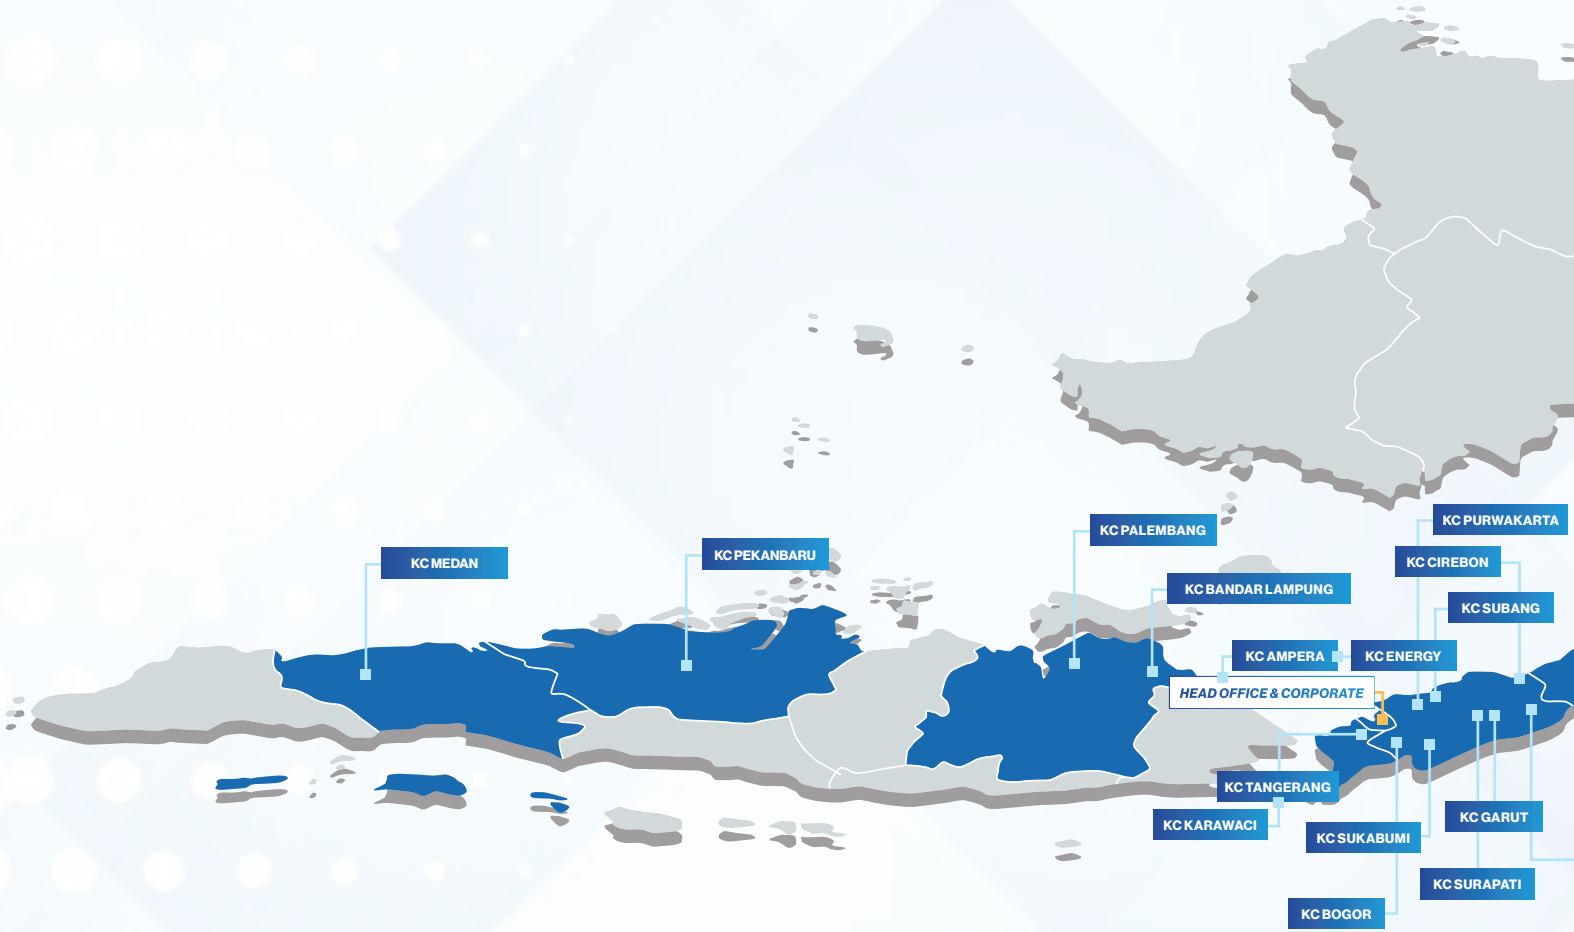 KC PURWAKARTA
KC PALEMBANG
KC MEDAN
KC PEKANBARU
KC CIREBON
KC BANDAR LAMPUNG
KC SUBANG
KC AMPERA
KC ENERGY
HEAD OFFICE & CORPORATE
KC TANGERANG
KC KARAWACI
KC GARUT
KC SUKABUMI
KC SURAPATI
KC BOGOR